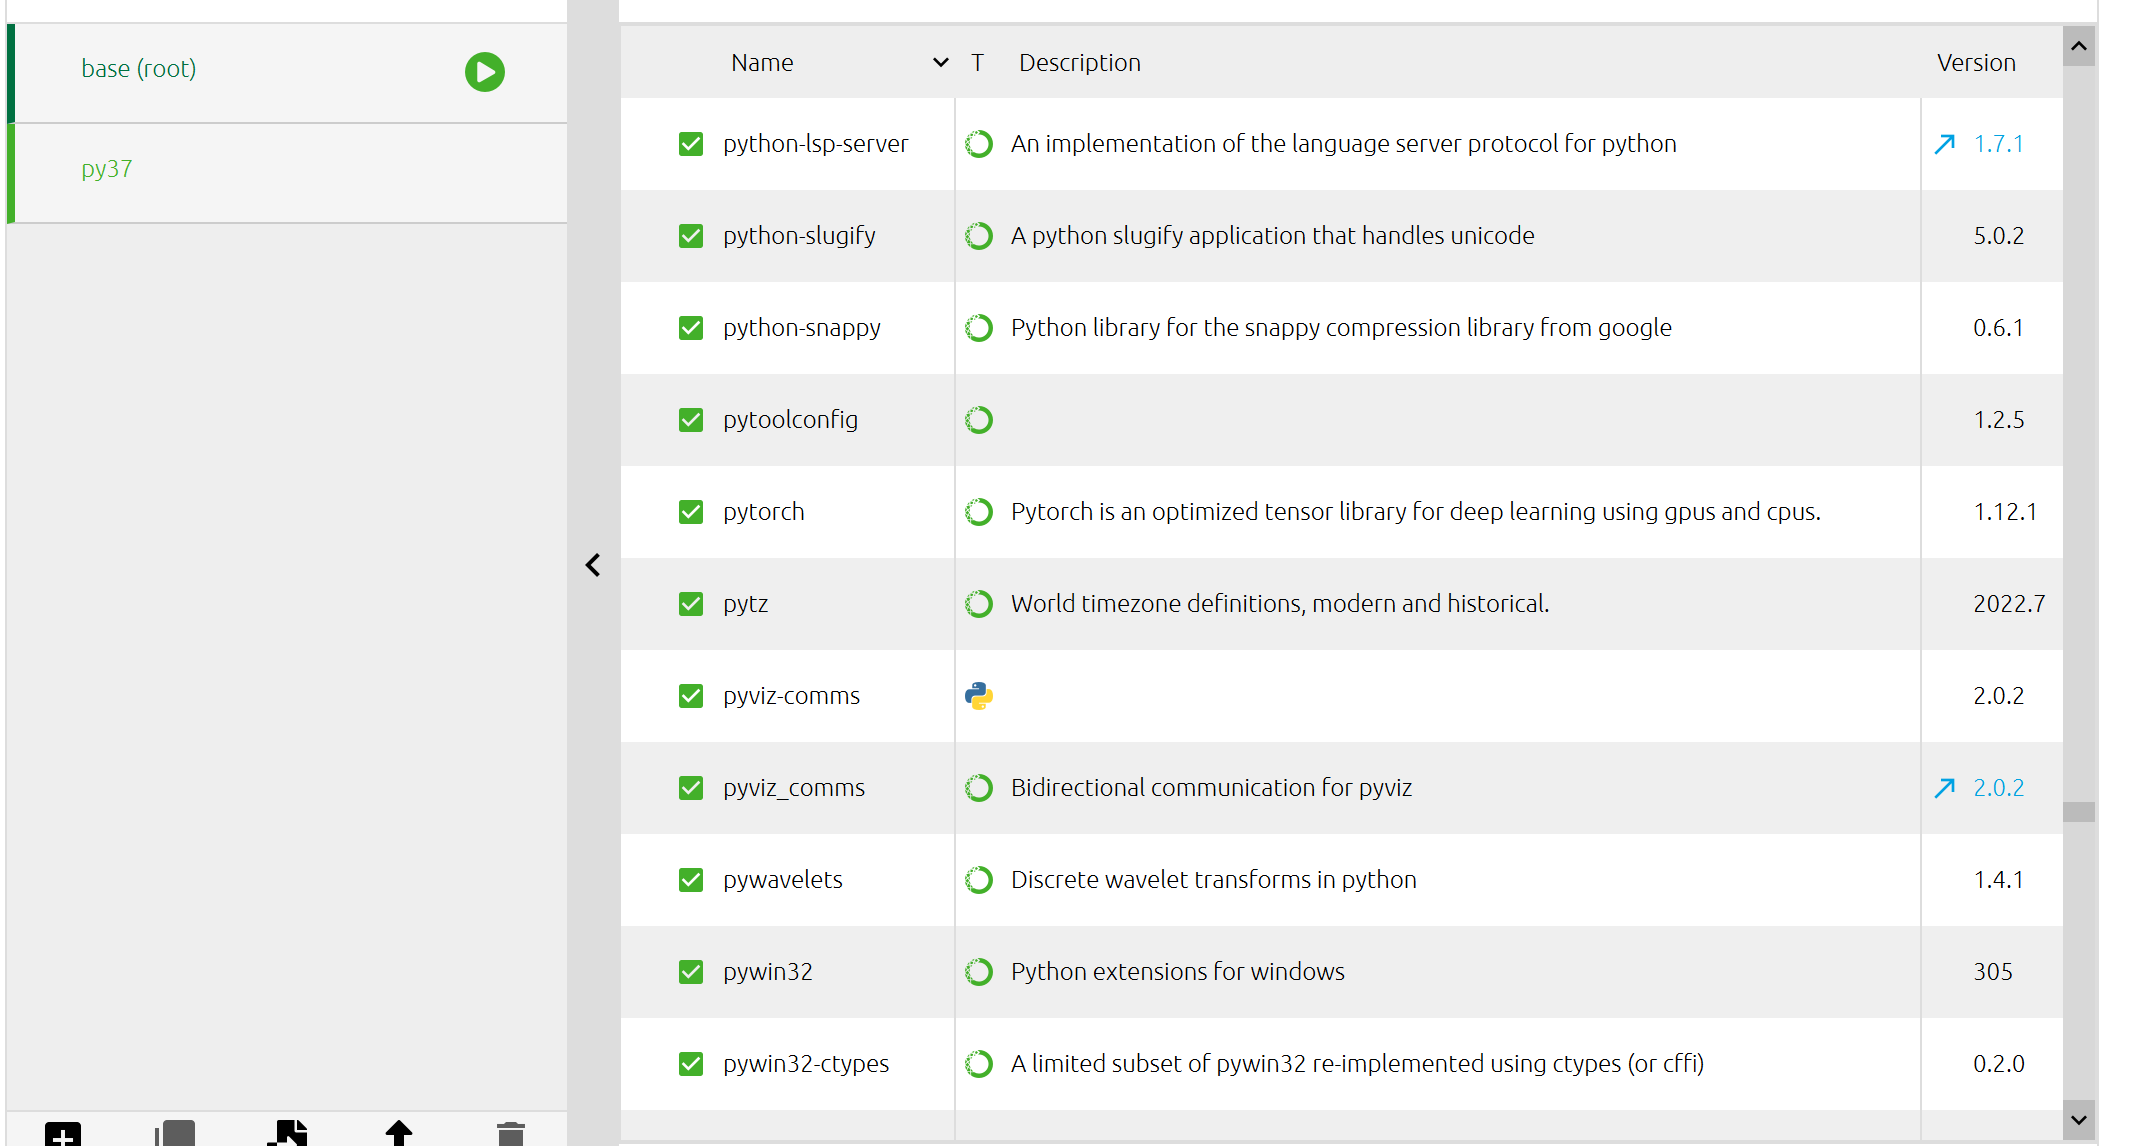 base (root)
py37
Name T Description Version
python-lsp-server An implementation of the language server protocol for python 1.7.1
python-slugify A python slugify application that handles unicode 5.0.2
python-snappy Python library for the snappy compression library from google 0.6.1
pytoolconfig 1.2.5
pytorch Pytorch is an optimized tensor library for deep learning using gpus and cpus. 1.12.1
pytz World timezone definitions, modern and historical. 2022.7
pyviz-comms 2.0.2
pyviz_comms Bidirectional communication for pyviz 2.0.2
pywavelets Discrete wavelet transforms in python 1.4.1
pywin32 Python extensions for windows 305
pywin32-ctypes A limited subset of pywin32 re-implemented using ctypes (or cffi) 0.2.0